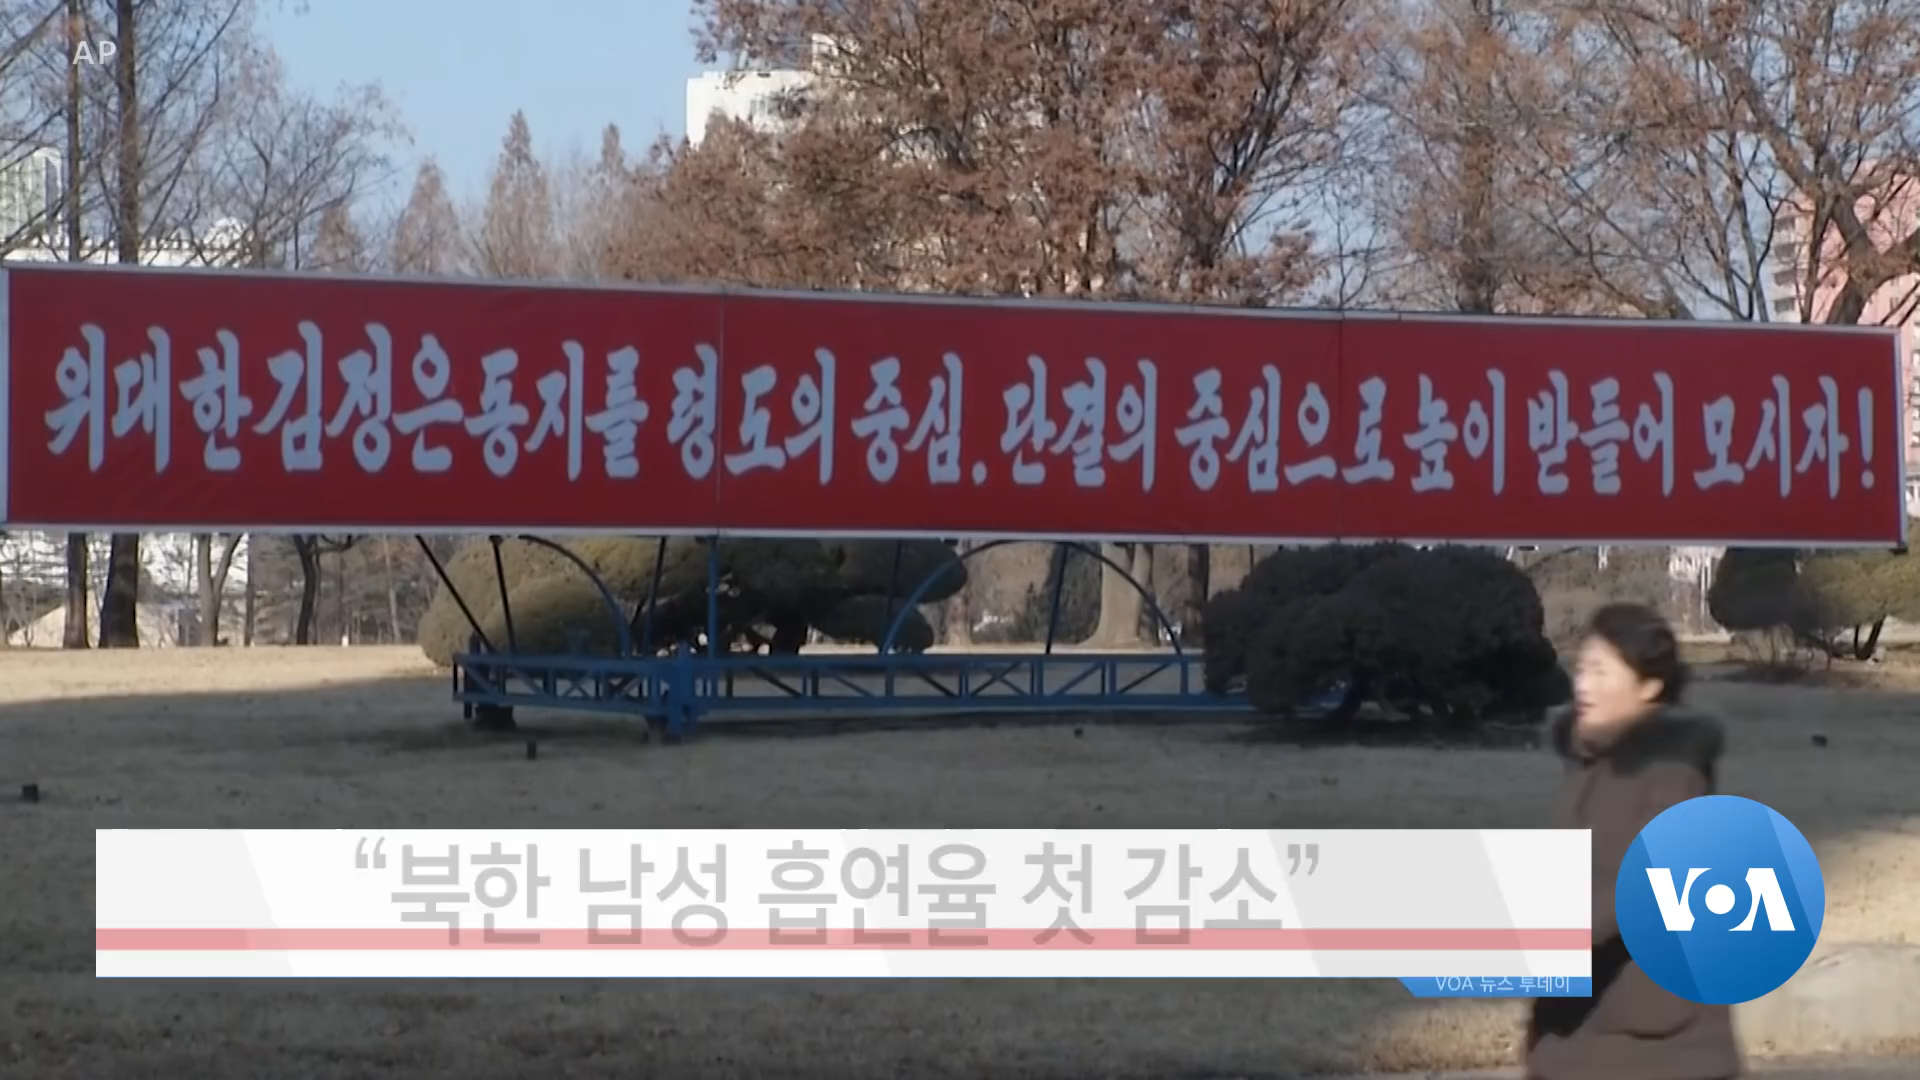 AP
위대한 김정은동지를 령도의 중심, 단결의 중심으로 높이 받들어 모시자!
“북한 남성 흡연율 첫 감소”
VOA 뉴스 투데이
VOA